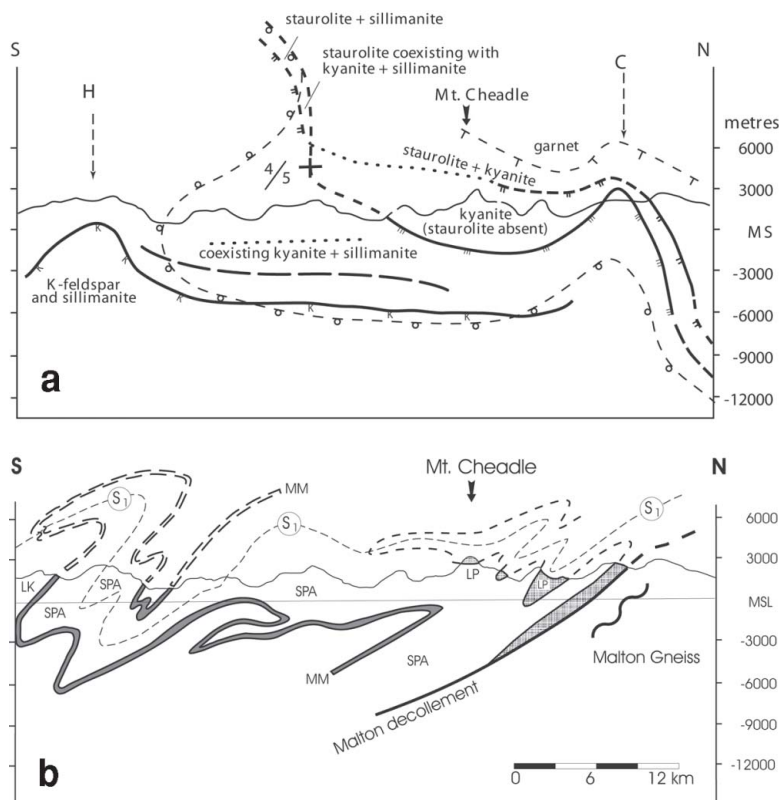 S
N
H
C
staurolite + sillimanite
staurolite coexisting with
kyanite + sillimanite
Mt. Cheadle
metres
garnet
6000
staurolite + kyanite
4/5
3000
kyanite
(staurolite absent)
MS
coexisting kyanite + sillimanite
-3000
K-feldspar
and sillimanite
K
K
K
K
K
-6000
-9000
a
-12000
S
N
Mt. Cheadle
MM
S1
S1
S1
6000
3000
LK
SPA
SPA
LP
LP
SPA
MSL
Malton Gneiss
-3000
MM
SPA
Malton decollement
-6000
-9000
b
0 6 12 km
-12000